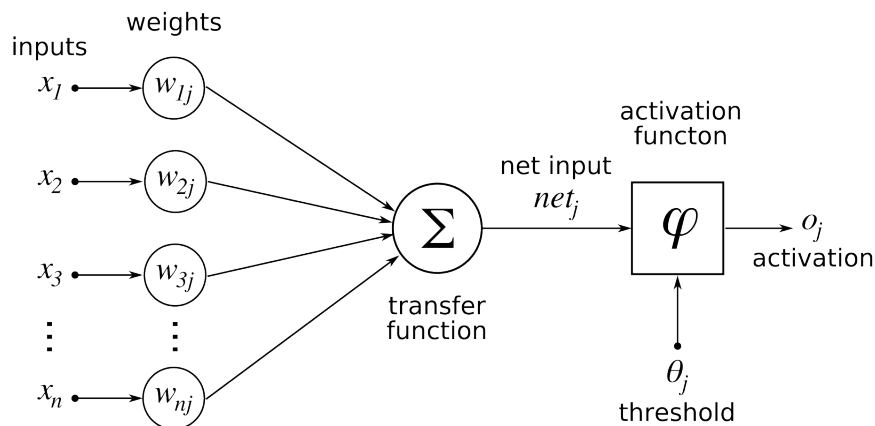 weights
inputs
x1
w1j
activation
functon
x2
w2j
net input
netj
Σ
φ
oj
activation
x3
w3j
transfer
function
⋮ ⋮
xn
wnj
θj
threshold